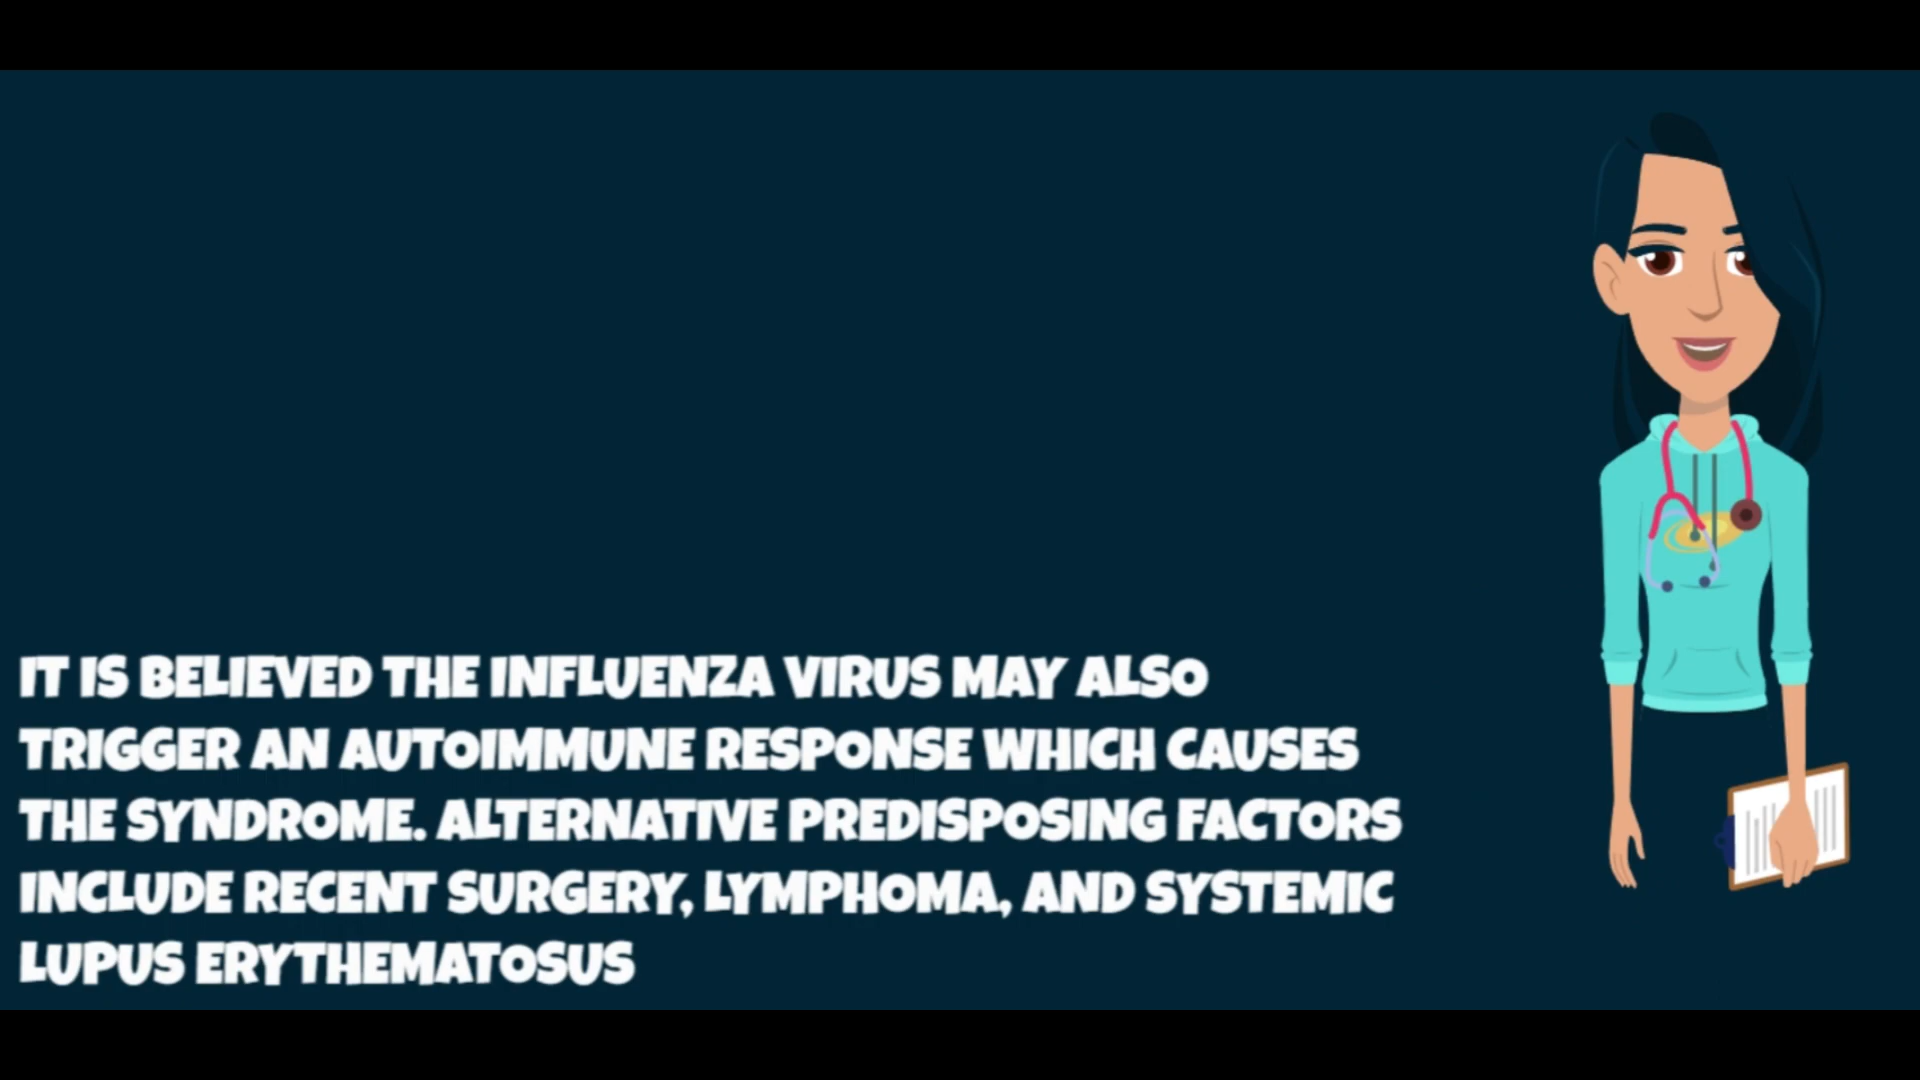 IT IS BELIEVED THE INFLUENZA VIRUS MAY ALSO
TRIGGER AN AUTOIMMUNE RESPONSE WHICH CAUSES
THE SYNDROME. ALTERNATIVE PREDISPOSING FACTORS
INCLUDE RECENT SURGERY, LYMPHOMA, AND SYSTEMIC
LUPUS ERYTHEMATOSUS